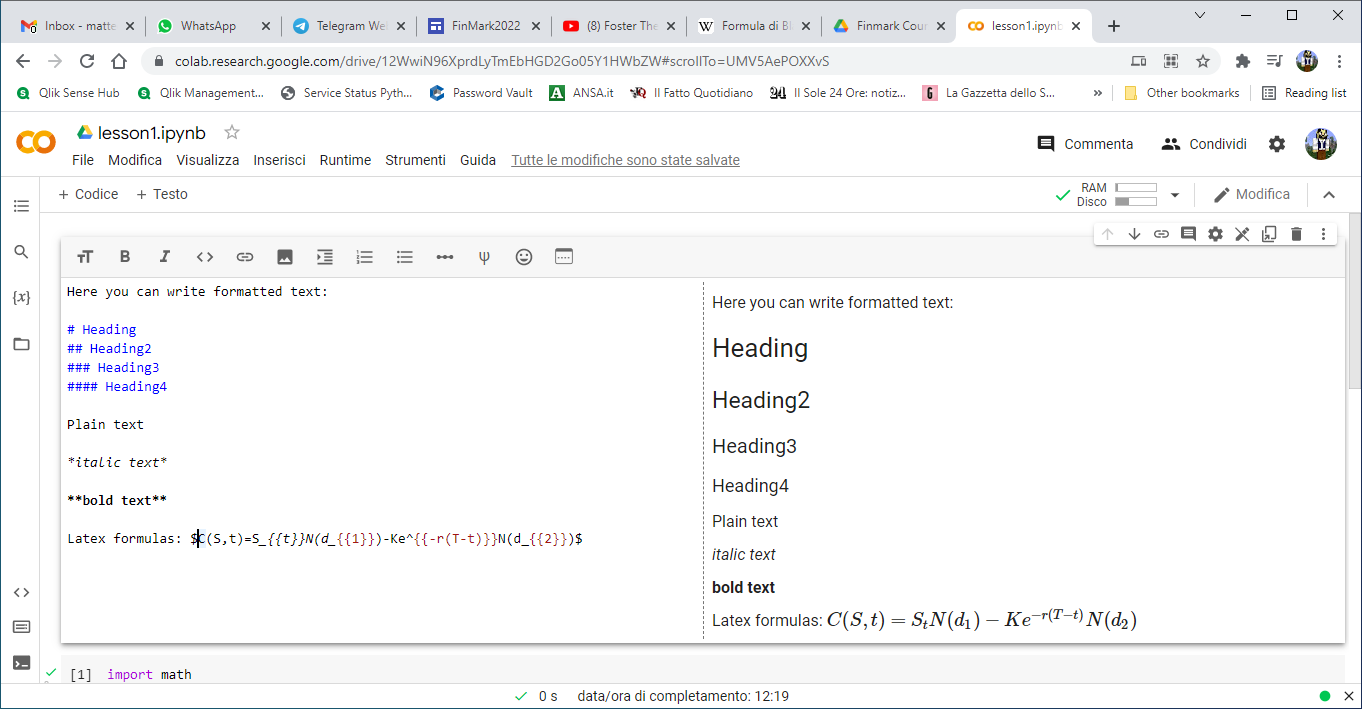 Inbox - matte
WhatsApp
Telegram We
FinMark2022
(8) Foster The
Formula di Bl
Finmark Cour
lesson1.ipynb
colab.research.google.com/drive/12WwiN96XprdLyTmEbHGD2Go05Y1HWbZW#scrollTo=UMV5AePOXXvS
Qlik Sense Hub
Qlik Management...
Service Status Pyth...
Password Vault
ANSA.it
Il Fatto Quotidiano
Il Sole 24 Ore: notiz...
La Gazzetta dello S...
»
Other bookmarks
Reading list
lesson1.ipynb
Commenta
Condividi
File Modifica Visualizza Inserisci Runtime Strumenti Guida Tutte le modifiche sono state salvate
+ Codice + Testo
RAM
Disco
Modifica
Here you can write formatted text:
# Heading
## Heading2
### Heading3
#### Heading4
Plain text
*italic text*
**bold text**
Latex formulas: $C(S,t)=S_{{t}}N(d_{{1}})-Ke^{{-r(T-t)}}N(d_{{2}})$
Here you can write formatted text:
Heading
Heading2
Heading3
Heading4
Plain text
italic text
bold text
Latex formulas: C(S,t) = SₜN(d₁) − Ke^−r(T−t) N(d₂)
[1] import math
0 s data/ora di completamento: 12:19